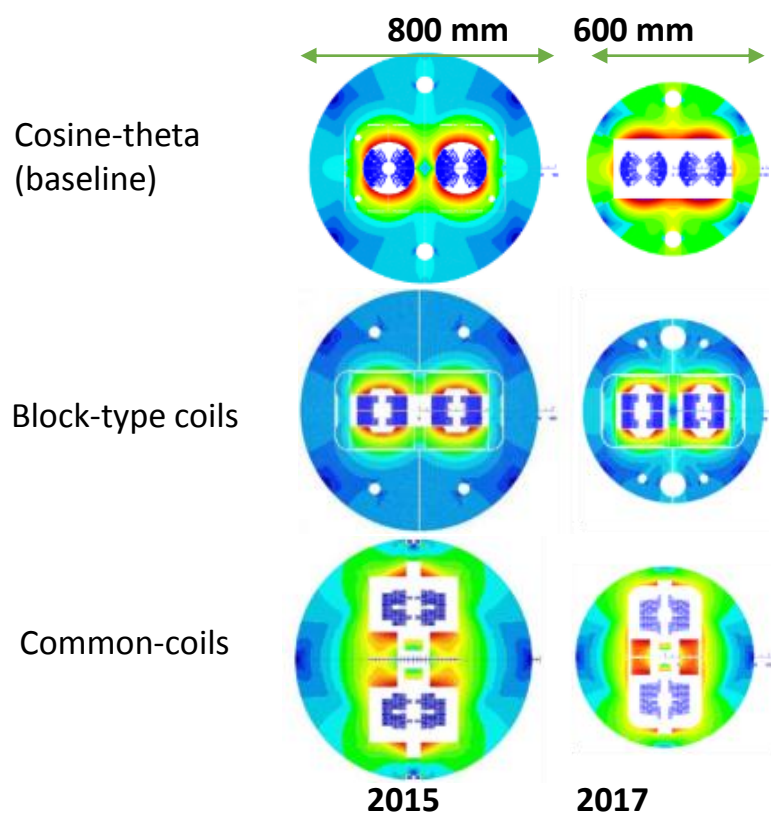 800 mm 600 mm
Cosine-theta
(baseline)
Block-type coils
Common-coils
2015 2017